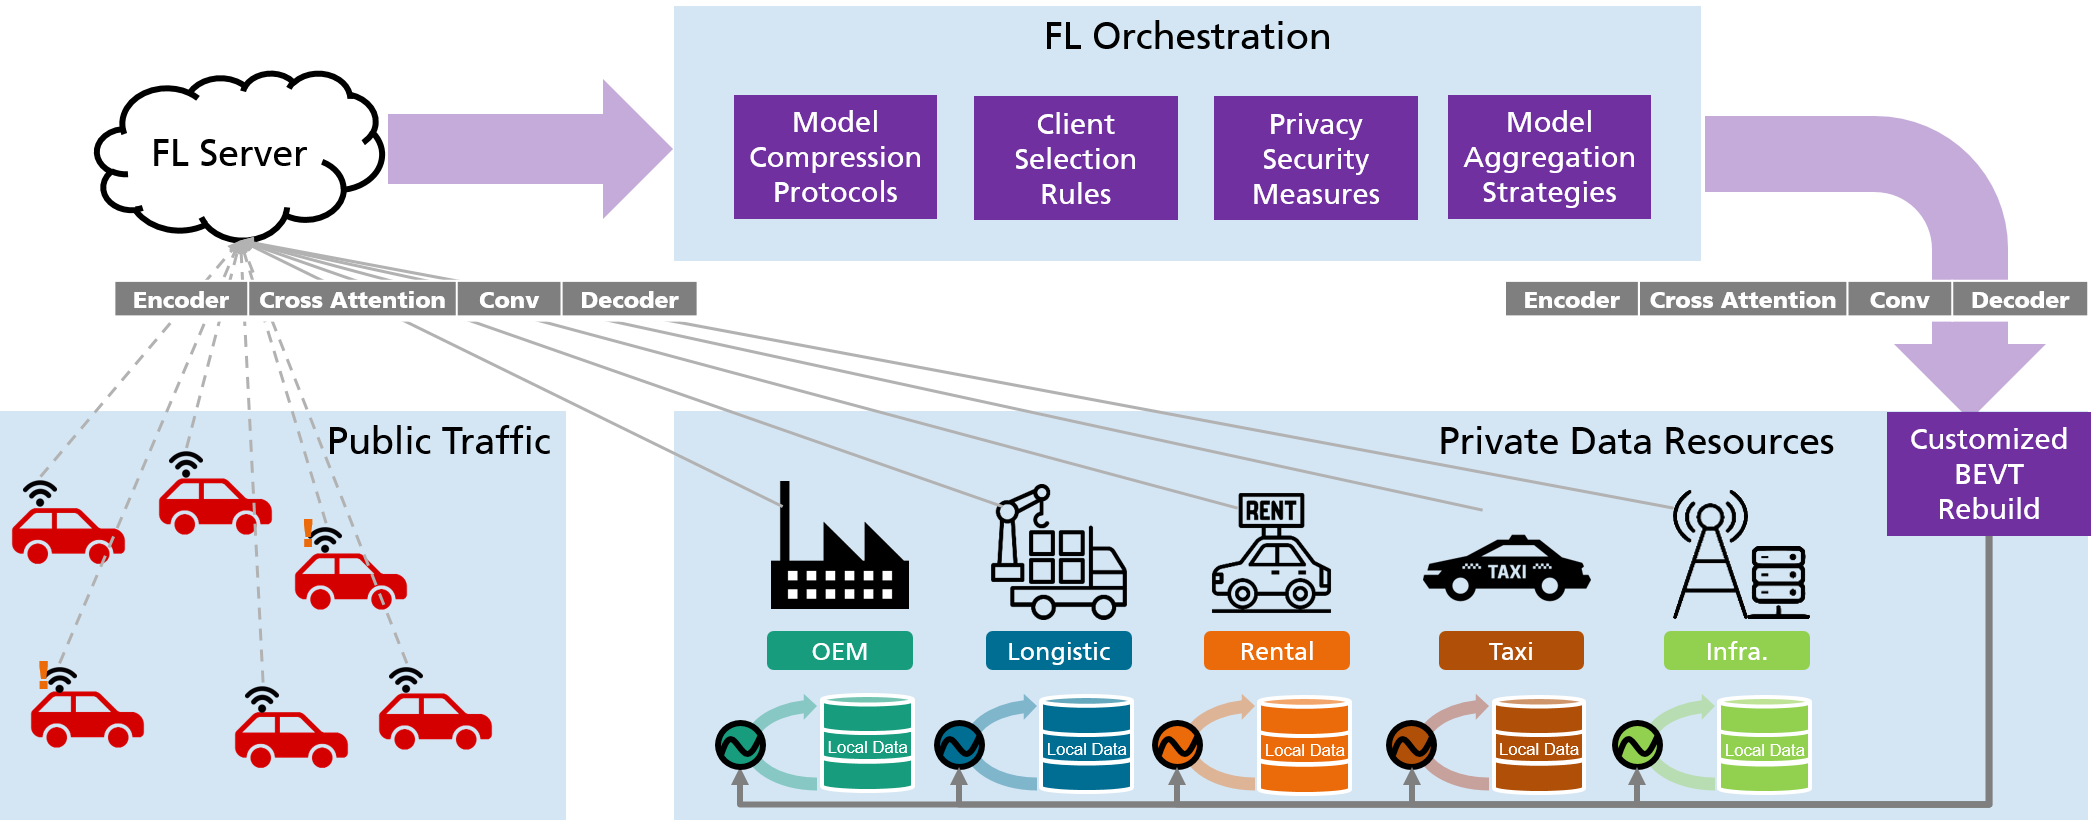 FL Orchestration
FL Server
Model
Compression
Protocols
Client
Selection
Rules
Privacy
Security
Measures
Model
Aggregation
Strategies
Encoder Cross Attention Conv Decoder
Encoder Cross Attention Conv Decoder
Public Traffic
!
!
Private Data Resources
Customized
BEVT
Rebuild
RENT
TAXI
OEM
Longistic
Rental
Taxi
Infra.
Local Data
Local Data
Local Data
Local Data
Local Data